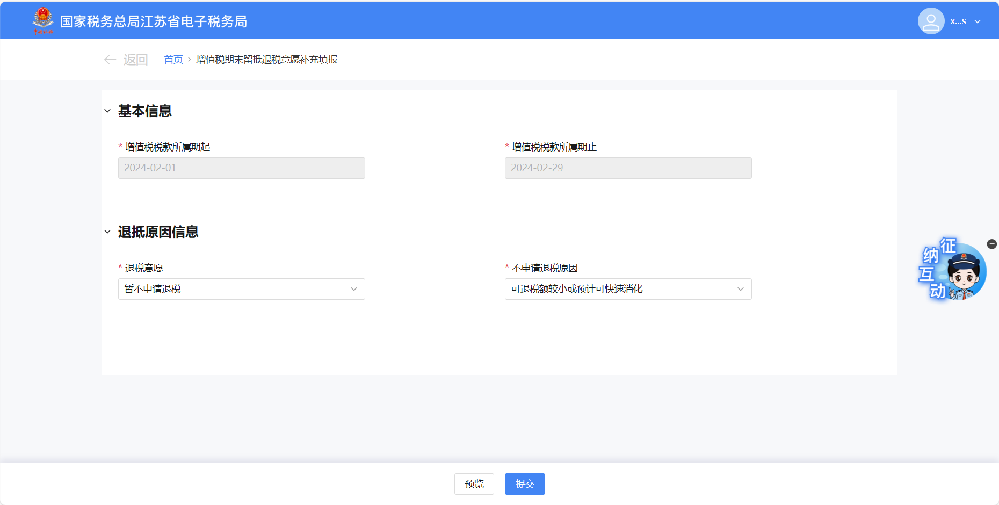 国家税务总局江苏省电子税务局
X...S
返回 首页 › 增值税期末留抵退税意愿补充填报
基本信息
* 增值税税款所属期起
* 增值税税款所属期止
2024-02-01
2024-02-29
退抵原因信息
* 退税意愿
* 不申请退税原因
暂不申请退税
可退税额较小或预计可快速消化
征
纳
互
动
预览
提交